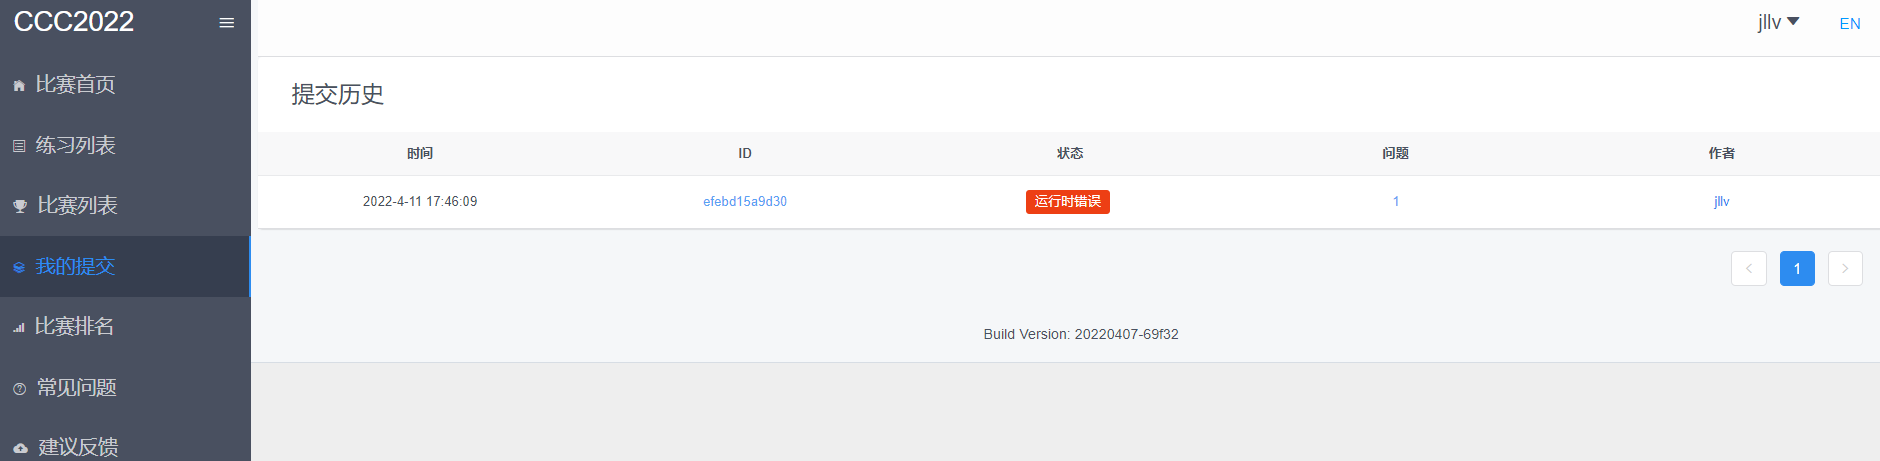 CCC2022
比赛首页
练习列表
比赛列表
我的提交
比赛排名
常见问题
建议反馈
jllv
EN
提交历史
时间 ID 状态 问题 作者
2022-4-11 17:46:09 efebd15a9d30 运行时错误 1 jllv
1
Build Version: 20220407-69f32